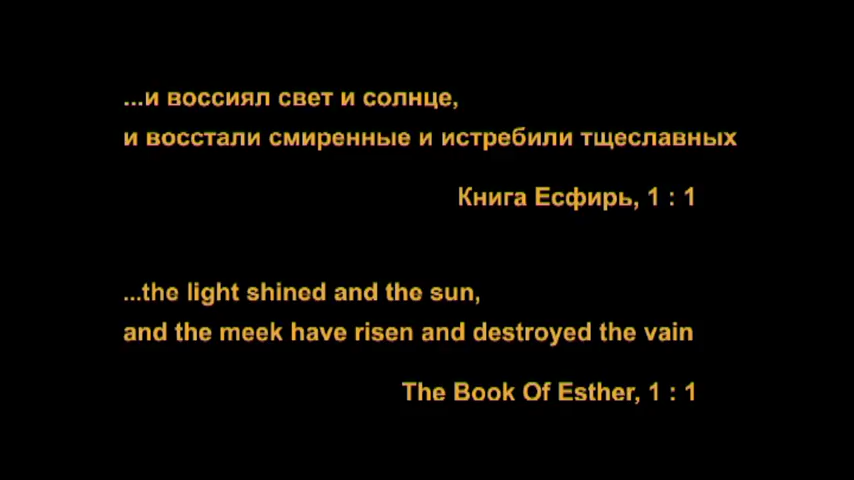 ...и воссиял свет и солнце,
и восстали смиренные и истребили тщеславных
Книга Есфирь, 1 : 1
...the light shined and the sun,
and the meek have risen and destroyed the vain
The Book Of Esther, 1 : 1